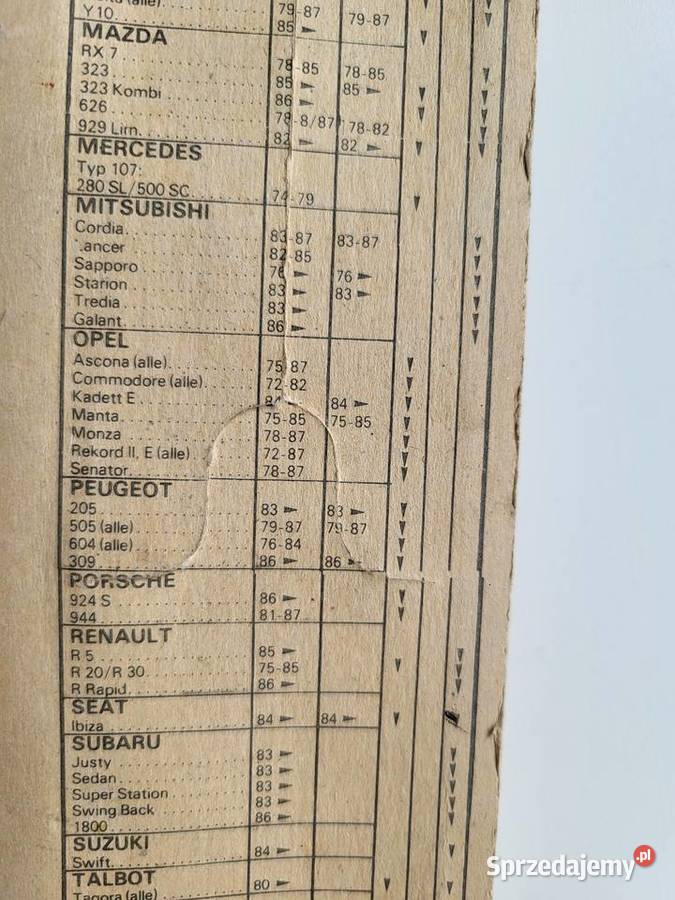 (alle) 79-87
Y 10 85 ► 79-87
MAZDA
RX 7 78-85 78-85
323 85 ► 85 ►
323 Kombi 86 ►
626 78-8/87 78-82
929 Lim. 82 ► 82 ►
MERCEDES
Typ 107:
280 SL/500 SC 74-79
MITSUBISHI
Cordia 83-87 83-87
.ancer 82-85
Sapporo 76 ► 76 ►
Starion 83 ► 83 ►
Tredia 83 ►
Galant 86 ►
OPEL
Ascona (alle) 75-87
Commodore (alle) 72-82
Kadett E 84 ► 84 ►
Manta 75-85 75-85
Monza 78-87
Rekord II, E (alle) 72-87
Senator 78-87
PEUGEOT
205 83 ► 83 ►
505 (alle) 79-87 79-87
604 (alle) 76-84
309 86 ► 86 ►
PORSCHE
924 S 86 ►
944 81-87
RENAULT
R 5 85 ►
R 20/R 30 75-85
R Rapid 86 ►
SEAT
Ibiza 84 ► 84 ►
SUBARU
Justy 83 ►
Sedan 83 ►
Super Station 83 ►
Swing Back 83 ►
1800 86 ►
SUZUKI
Swift 84 ►
TALBOT
Tagora (alle) 80 ►
Sprzedajemy.pl